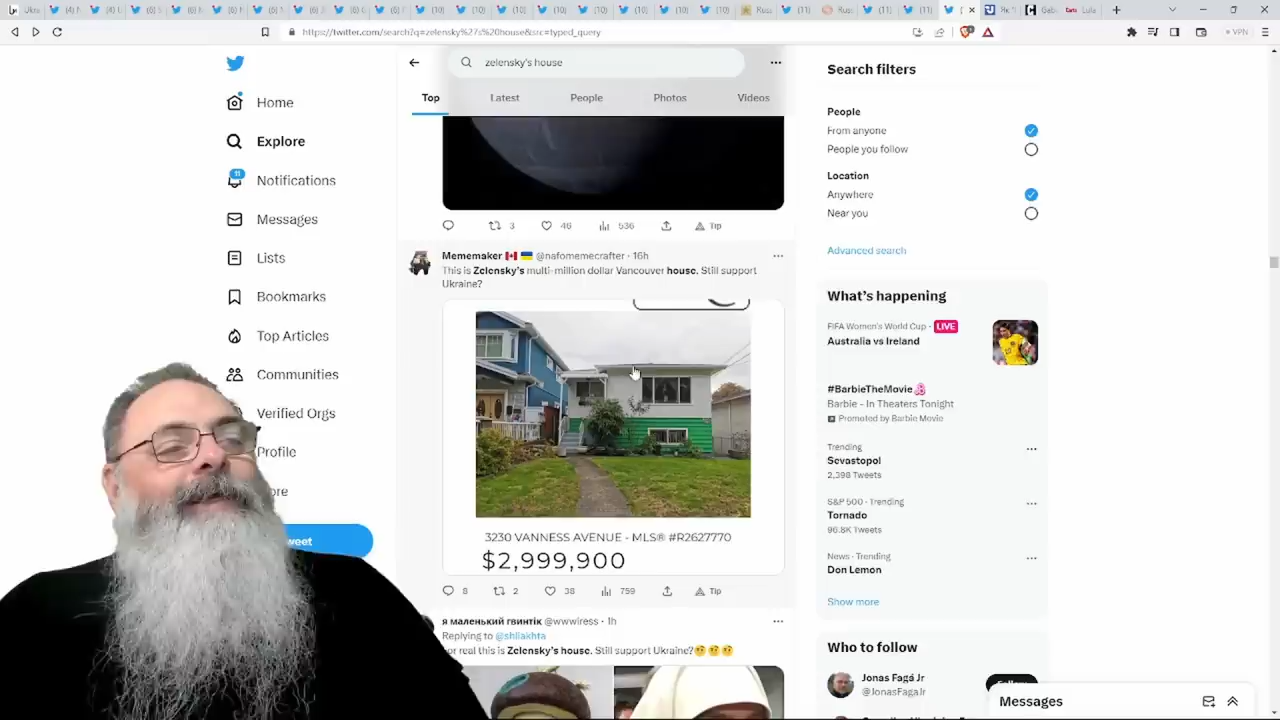 https://twitter.com/search?q=zelensky%27s%20house&src=typed_query
VPN
zelensky's house
Top
Latest
People
Photos
Videos
Home
Explore
11
Notifications
Messages
Lists
Bookmarks
Top Articles
Communities
Verified Orgs
Profile
3
46
536
Tip
Mememaker @nafomemecrafter · 16h
This is Zelensky's multi-million dollar Vancouver house. Still support
Ukraine?
3230 VANNESS AVENUE - MLS® #R2627770
$2,999,900
8
2
38
759
Tip
я маленький гвинтік @wwwiress · 1h
Replying to @shllakhta
real this is Zelensky's house. Still support Ukraine?🤨🤨🤨
Search filters
People
From anyone
People you follow
Location
Anywhere
Near you
Advanced search
What's happening
FIFA Women's World Cup · LIVE
Australia vs Ireland
#BarbieTheMovie
Barbie - In Theaters Tonight
Promoted by Barbie Movie
Trending
Sevastopol
2,398 Tweets
S&P 500 · Trending
Tornado
96.8K Tweets
News · Trending
Don Lemon
Show more
Who to follow
Jonas Fagá Jr
@JonasFagaJr
Messages